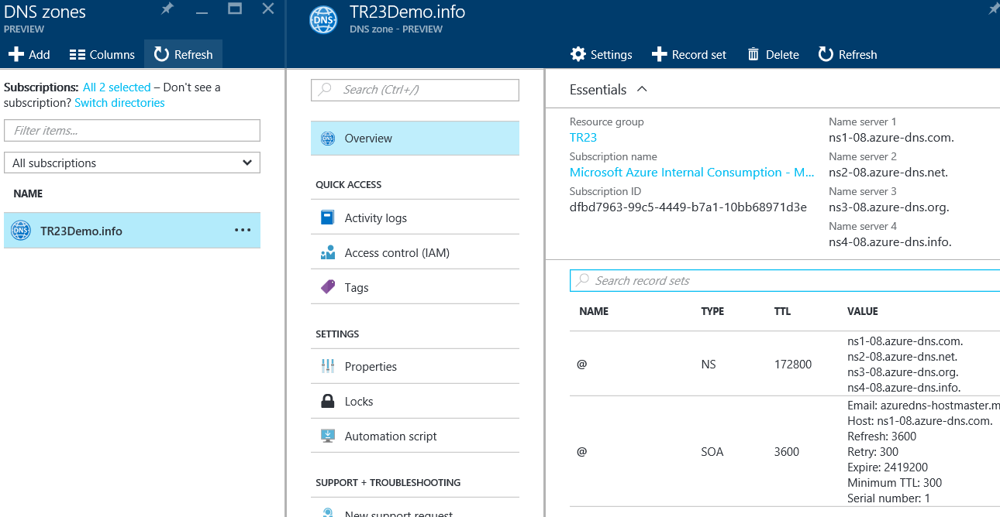 DNS zones
PREVIEW
Add
Columns
Refresh
Subscriptions: All 2 selected – Don't see a
subscription? Switch directories
Filter items...
All subscriptions
NAME
DNS
TR23Demo.info
...
DNS
TR23Demo.info
DNS zone - PREVIEW
Settings
Record set
Delete
Refresh
Search (Ctrl+/)
DNS
Overview
QUICK ACCESS
Activity logs
Access control (IAM)
Tags
SETTINGS
Properties
Locks
Automation script
SUPPORT + TROUBLESHOOTING
New support request
Essentials
Resource group
TR23
Subscription name
Microsoft Azure Internal Consumption - M...
Subscription ID
dfbd7963-99c5-4449-b7a1-10bb68971d3e
Name server 1
ns1-08.azure-dns.com.
Name server 2
ns2-08.azure-dns.net.
Name server 3
ns3-08.azure-dns.org.
Name server 4
ns4-08.azure-dns.info.
Search record sets
NAME TYPE TTL VALUE
@ NS 172800
ns1-08.azure-dns.com.
ns2-08.azure-dns.net.
ns3-08.azure-dns.org.
ns4-08.azure-dns.info.
@ SOA 3600
Email: azuredns-hostmaster.m
Host: ns1-08.azure-dns.com.
Refresh: 3600
Retry: 300
Expire: 2419200
Minimum TTL: 300
Serial number: 1